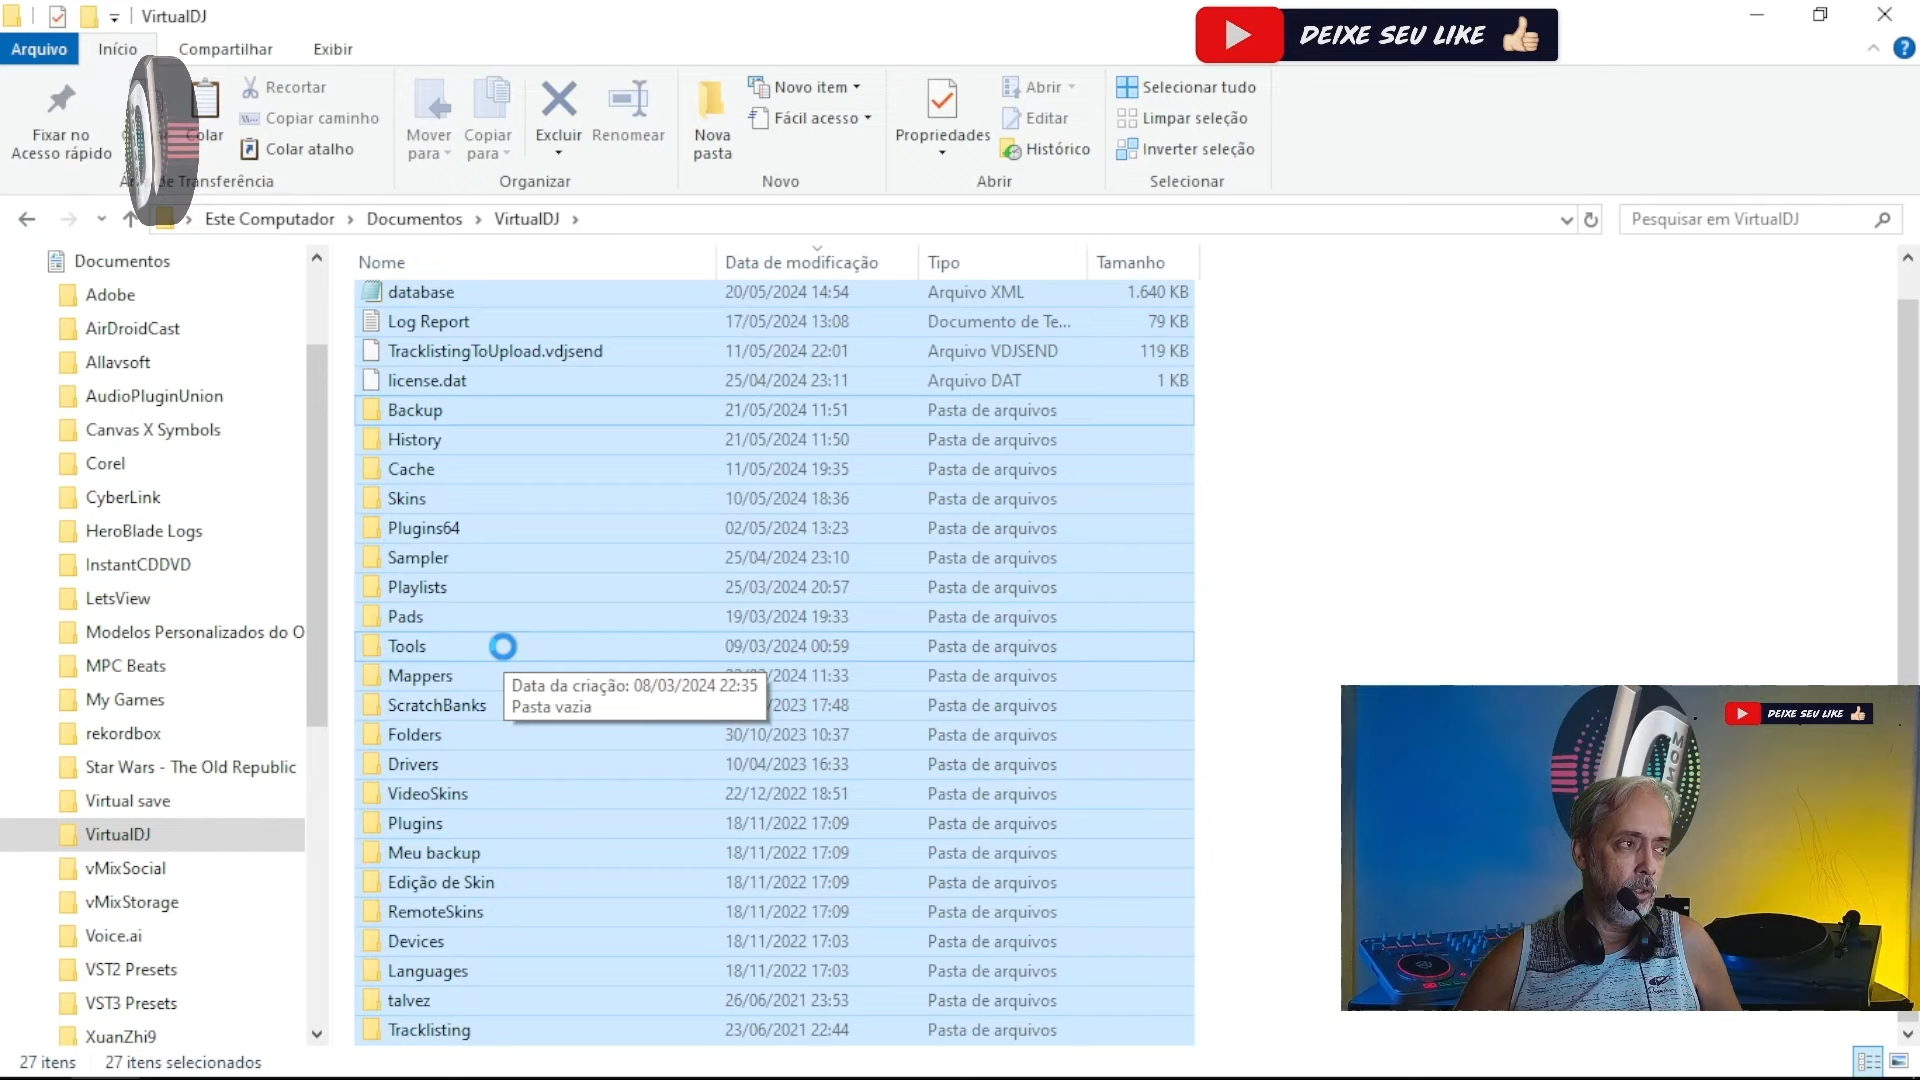 VirtualDJ
DEIXE SEU LIKE
Arquivo
Início
Compartilhar
Exibir
Fixar no
Acesso rápido
Colar
Recortar
Copiar caminho
Colar atalho
de Transferência
Mover
para
Copiar
para
Excluir
Renomear
Organizar
Nova
pasta
Novo item
Fácil acesso
Novo
Propriedades
Abrir
Editar
Histórico
Abrir
Selecionar tudo
Limpar seleção
Inverter seleção
Selecionar
Este Computador > Documentos > VirtualDJ >
Pesquisar em VirtualDJ
Documentos
Adobe
AirDroidCast
Allavsoft
AudioPluginUnion
Canvas X Symbols
Corel
CyberLink
HeroBlade Logs
InstantCDDVD
LetsView
Modelos Personalizados do O
MPC Beats
My Games
rekordbox
Star Wars - The Old Republic
Virtual save
VirtualDJ
vMixSocial
vMixStorage
Voice.ai
VST2 Presets
VST3 Presets
XuanZhi9
Nome Data de modificação Tipo Tamanho
database 20/05/2024 14:54 Arquivo XML 1.640 KB
Log Report 17/05/2024 13:08 Documento de Te... 79 KB
TracklistingToUpload.vdjsend 11/05/2024 22:01 Arquivo VDJSEND 119 KB
license.dat 25/04/2024 23:11 Arquivo DAT 1 KB
Backup 21/05/2024 11:51 Pasta de arquivos
History 21/05/2024 11:50 Pasta de arquivos
Cache 11/05/2024 19:35 Pasta de arquivos
Skins 10/05/2024 18:36 Pasta de arquivos
Plugins64 02/05/2024 13:23 Pasta de arquivos
Sampler 25/04/2024 23:10 Pasta de arquivos
Playlists 25/03/2024 20:57 Pasta de arquivos
Pads 19/03/2024 19:33 Pasta de arquivos
Tools 09/03/2024 00:59 Pasta de arquivos
Mappers 11:33 Pasta de arquivos
Data da criação: 08/03/2024 22:35
Pasta vazia
ScratchBanks 17:48 Pasta de arquivos
Folders 30/10/2023 10:37 Pasta de arquivos
Drivers 10/04/2023 16:33 Pasta de arquivos
VideoSkins 22/12/2022 18:51 Pasta de arquivos
Plugins 18/11/2022 17:09 Pasta de arquivos
Meu backup 18/11/2022 17:09 Pasta de arquivos
Edição de Skin 18/11/2022 17:09 Pasta de arquivos
RemoteSkins 18/11/2022 17:09 Pasta de arquivos
Devices 18/11/2022 17:03 Pasta de arquivos
Languages 18/11/2022 17:03 Pasta de arquivos
talvez 26/06/2021 23:53 Pasta de arquivos
Tracklisting 23/06/2021 22:44 Pasta de arquivos
DEIXE SEU LIKE
27 itens 27 itens selecionados